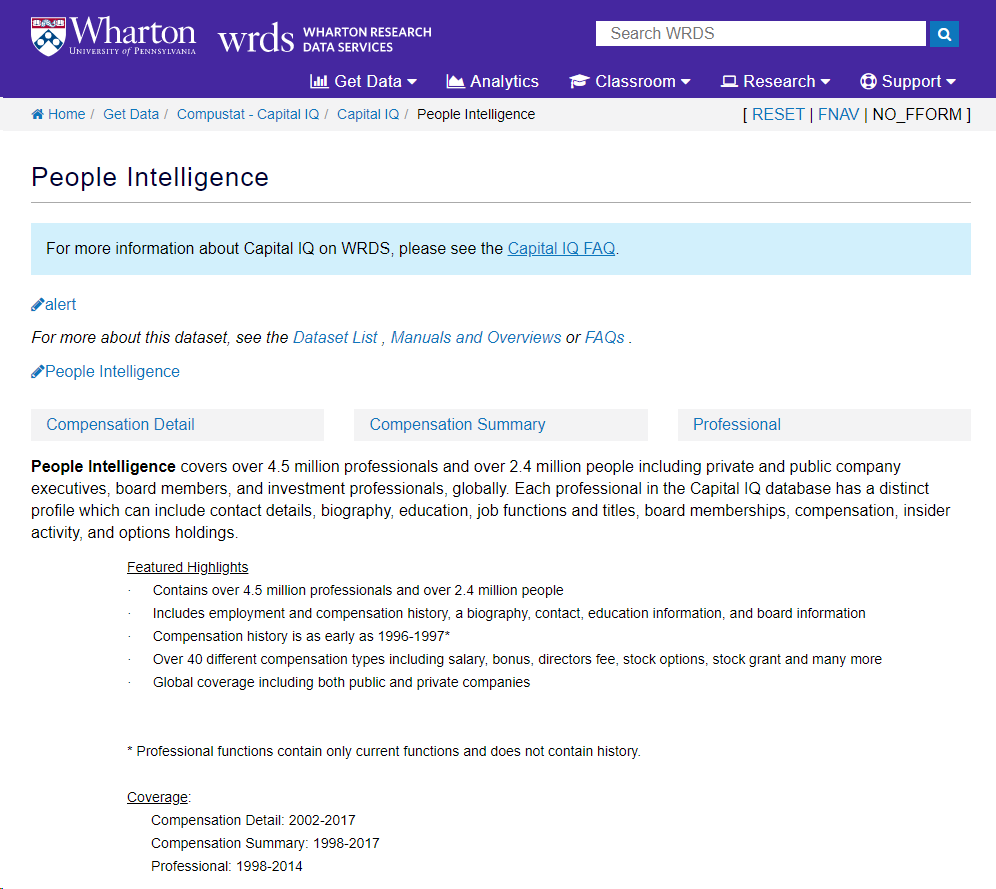 Wharton
UNIVERSITY of PENNSYLVANIA
wrds WHARTON RESEARCH
DATA SERVICES
Search WRDS
Get Data Analytics Classroom Research Support
Home / Get Data / Compustat - Capital IQ / Capital IQ / People Intelligence [ RESET | FNAV | NO_FFORM ]
People Intelligence
For more information about Capital IQ on WRDS, please see the Capital IQ FAQ.
alert
For more about this dataset, see the Dataset List , Manuals and Overviews or FAQs .
People Intelligence
Compensation Detail Compensation Summary Professional
People Intelligence covers over 4.5 million professionals and over 2.4 million people including private and public company
executives, board members, and investment professionals, globally. Each professional in the Capital IQ database has a distinct
profile which can include contact details, biography, education, job functions and titles, board memberships, compensation, insider
activity, and options holdings.
Featured Highlights
· Contains over 4.5 million professionals and over 2.4 million people
· Includes employment and compensation history, a biography, contact, education information, and board information
· Compensation history is as early as 1996-1997*
· Over 40 different compensation types including salary, bonus, directors fee, stock options, stock grant and many more
· Global coverage including both public and private companies
* Professional functions contain only current functions and does not contain history.
Coverage:
Compensation Detail: 2002-2017
Compensation Summary: 1998-2017
Professional: 1998-2014